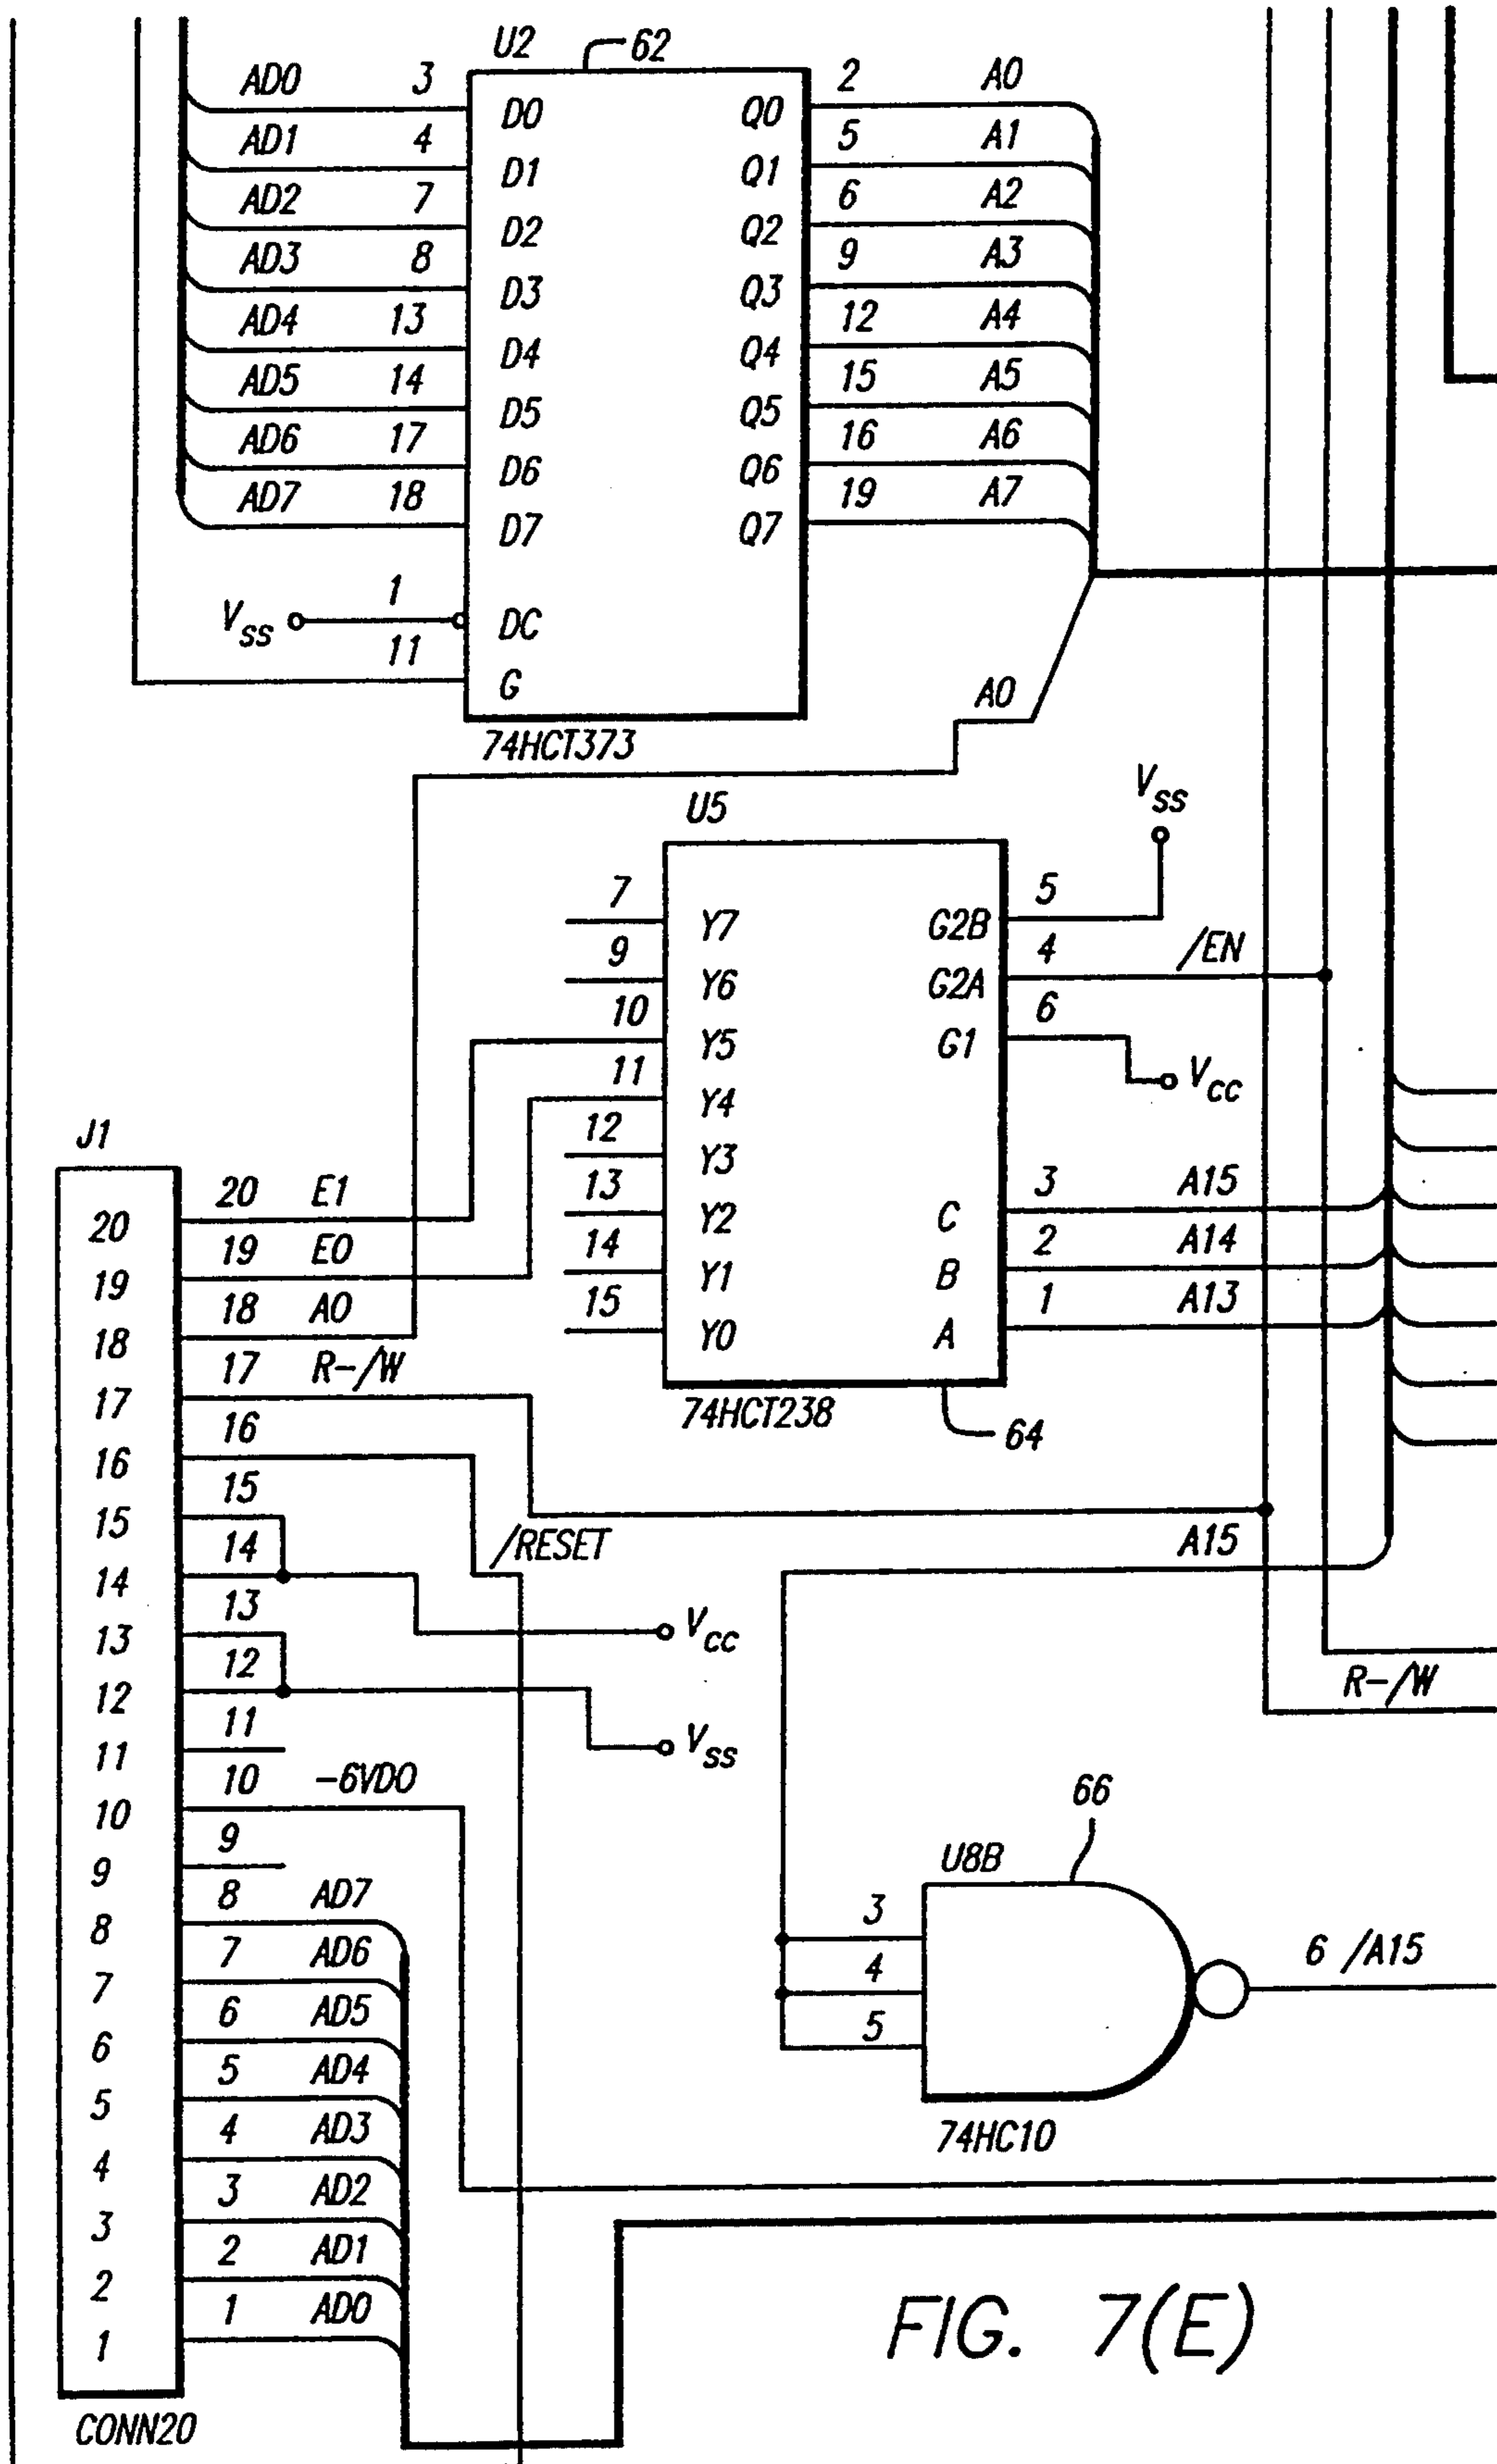 U2 62
AD0 3 D0 Q0 2 A0
AD1 4 D1 Q1 5 A1
AD2 7 D2 Q2 6 A2
AD3 8 D3 Q3 9 A3
AD4 13 D4 Q4 12 A4
AD5 14 D5 Q5 15 A5
AD6 17 D6 Q6 16 A6
AD7 18 D7 Q7 19 A7
VSS 1 DC
11 G
A0
74HCT373
U5
VSS
7 Y7 G2B 5
9 Y6 G2A 4 /EN
10 Y5 G1 6
VCC
11 Y4
12 Y3
13 Y2 C 3 A15
14 Y1 B 2 A14
15 Y0 A 1 A13
74HCT238 64
J1
20 20 E1
19 19 E0
18 18 A0
17 17 R-/W
16 16
/RESET
15 15
14 14
VCC
13 13
12 12
VSS
11 11
10 10 -6VDO
9 9
8 8 AD7
7 7 AD6
6 6 AD5
5 5 AD4
4 4 AD3
3 3 AD2
2 2 AD1
1 1 AD0
CONN20
A15
R-/W
66
U8B
3
4
5
6 /A15
74HC10
FIG. 7(E)